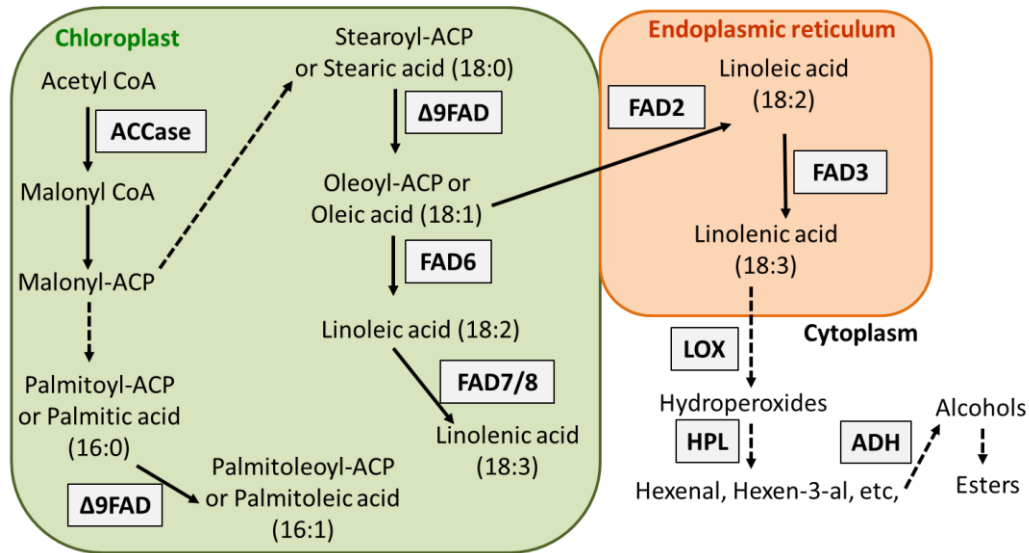 Chloroplast
Acetyl CoA
ACCase
Malonyl CoA
Malonyl-ACP
Palmitoyl-ACP
or Palmitic acid
(16:0)
Δ9FAD
Palmitoleoyl-ACP
or Palmitoleic acid
(16:1)
Stearoyl-ACP
or Stearic acid (18:0)
Δ9FAD
Oleoyl-ACP or
Oleic acid (18:1)
FAD6
Linoleic acid (18:2)
FAD7/8
Linolenic acid
(18:3)
Endoplasmic reticulum
FAD2
Linoleic acid
(18:2)
FAD3
Linolenic acid
(18:3)
Cytoplasm
LOX
Hydroperoxides
HPL
Hexenal, Hexen-3-al, etc,
ADH
Alcohols
Esters